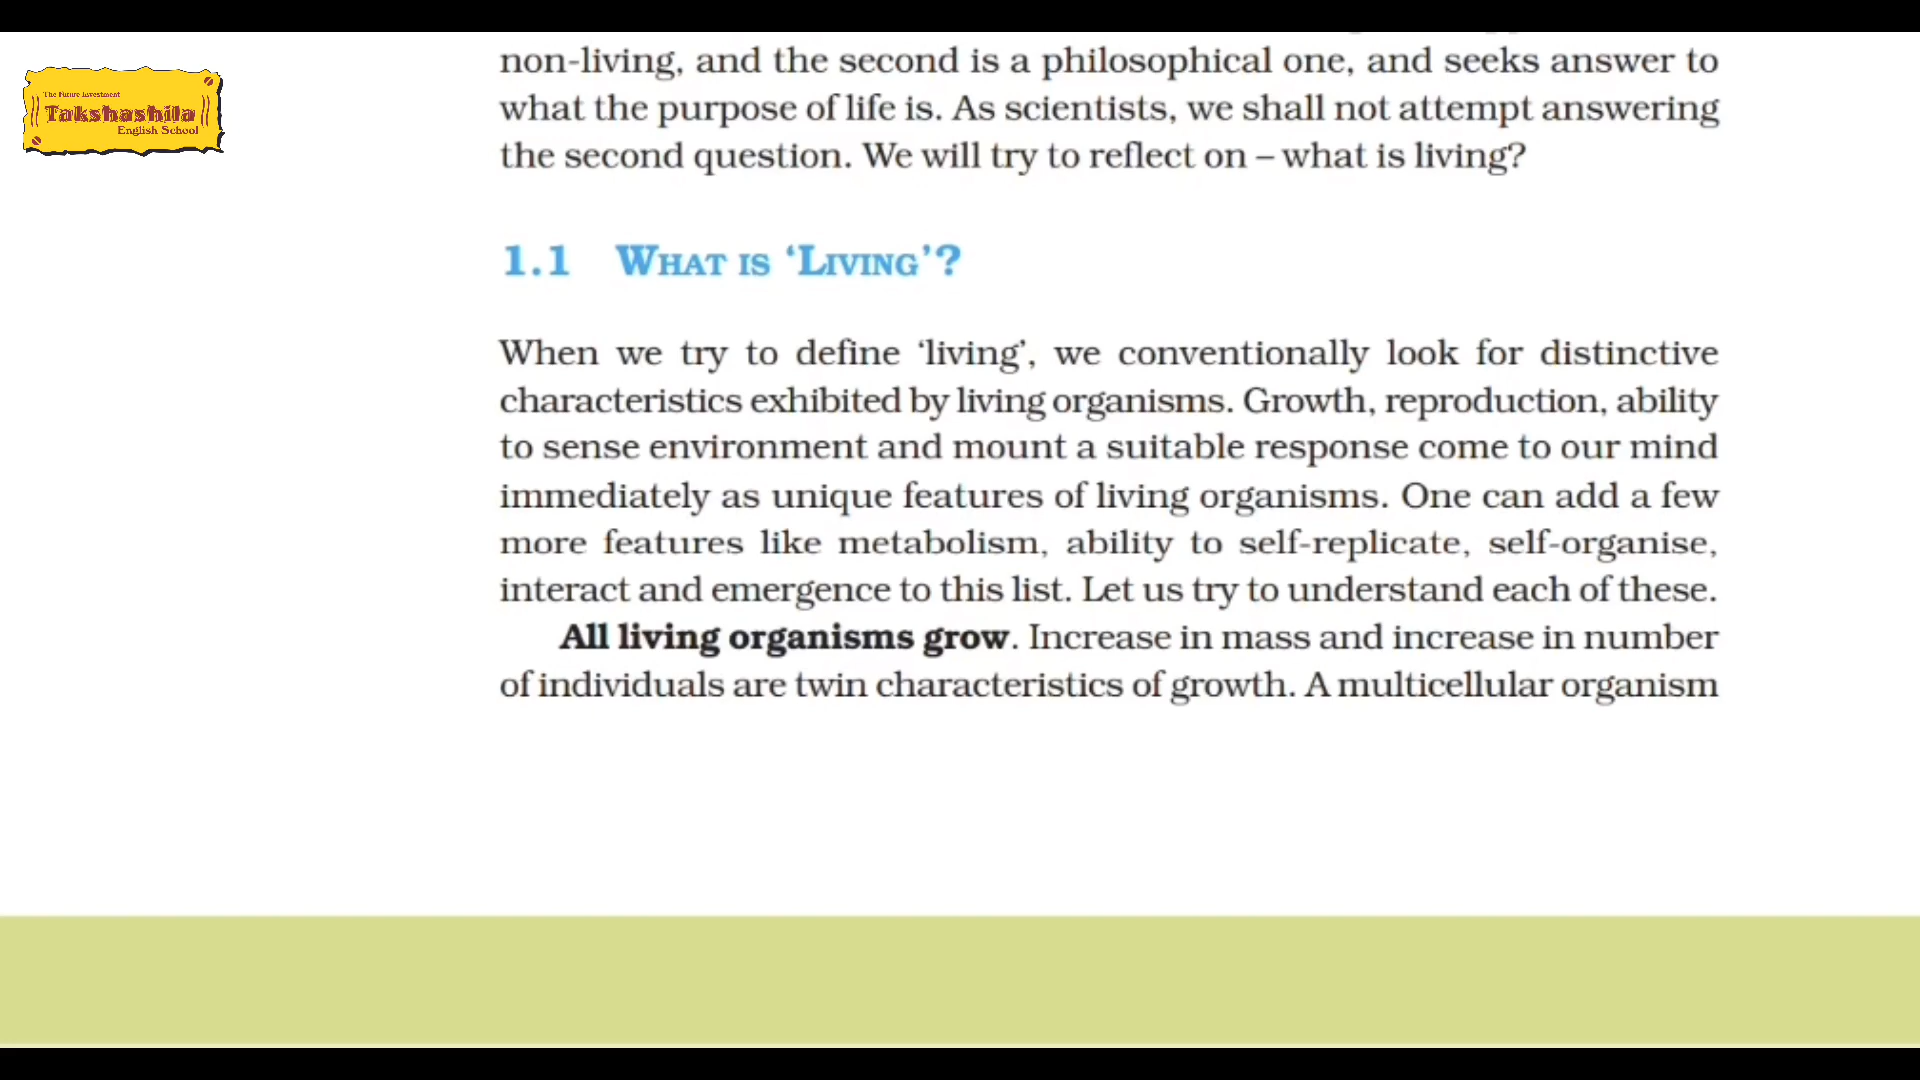 The Future Investment
Takshashila
English School
non-living, and the second is a philosophical one, and seeks answer to
what the purpose of life is. As scientists, we shall not attempt answering
the second question. We will try to reflect on – what is living?
1.1 What is ‘Living’?
When we try to define ‘living’, we conventionally look for distinctive
characteristics exhibited by living organisms. Growth, reproduction, ability
to sense environment and mount a suitable response come to our mind
immediately as unique features of living organisms. One can add a few
more features like metabolism, ability to self-replicate, self-organise,
interact and emergence to this list. Let us try to understand each of these.
All living organisms grow. Increase in mass and increase in number
of individuals are twin characteristics of growth. A multicellular organism